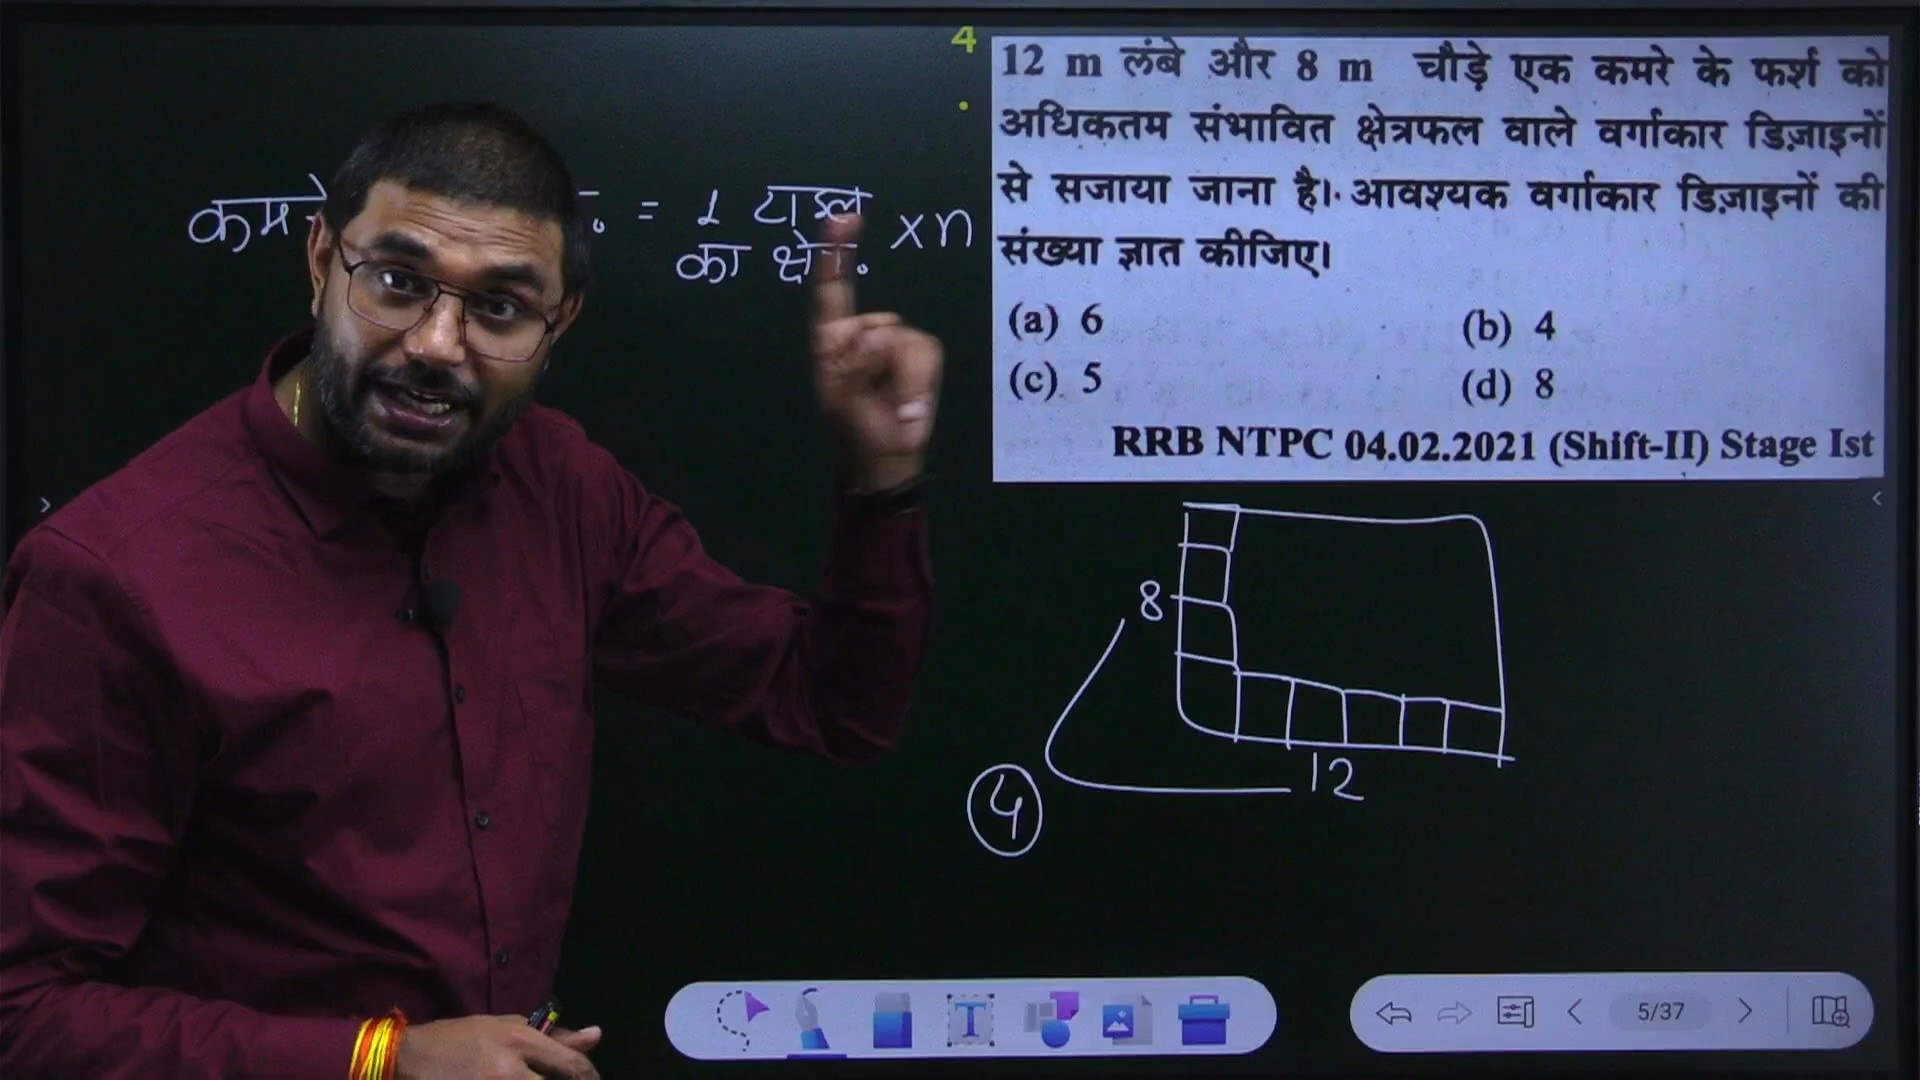 4
.
12 m लंबे और 8 m चौड़े एक कमरे के फर्श को
अधिकतम संभावित क्षेत्रफल वाले वर्गाकार डिज़ाइनों
से सजाया जाना है। आवश्यक वर्गाकार डिज़ाइनों की
संख्या ज्ञात कीजिए।
(a) 6
(b) 4
(c) 5
(d) 8
RRB NTPC 04.02.2021 (Shift-II) Stage Ist
= 1 टाइल
का xn
8
12
4
T
5/37